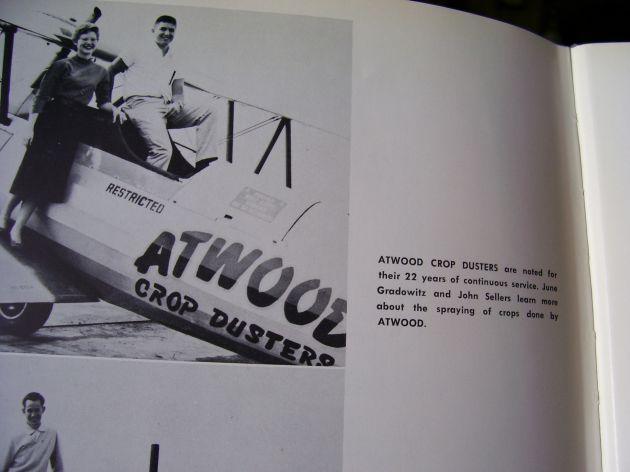 RESTRICTED
ATWOOD
CROP DUSTERS
ATWOOD CROP DUSTERS are noted for
their 22 years of continuous service. June
Gradowitz and John Sellers learn more
about the spraying of crops done by
ATWOOD.